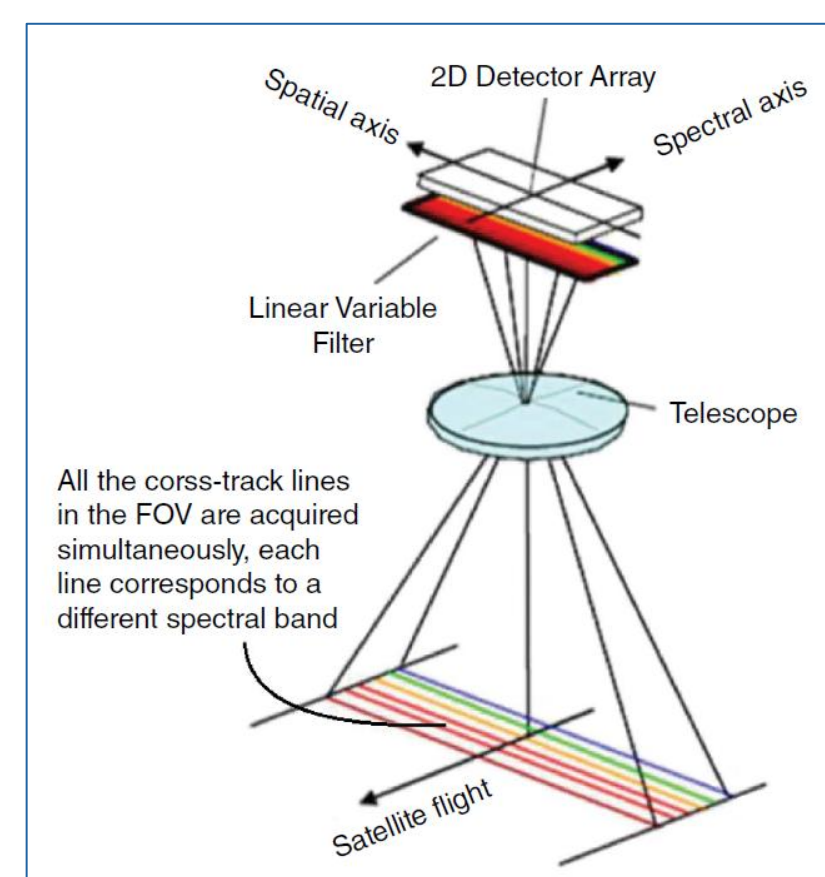 2D Detector Array
Spatial axis
Spectral axis
Linear Variable
Filter
Telescope
All the corss-track lines
in the FOV are acquired
simultaneously, each
line corresponds to a
different spectral band
Satellite flight